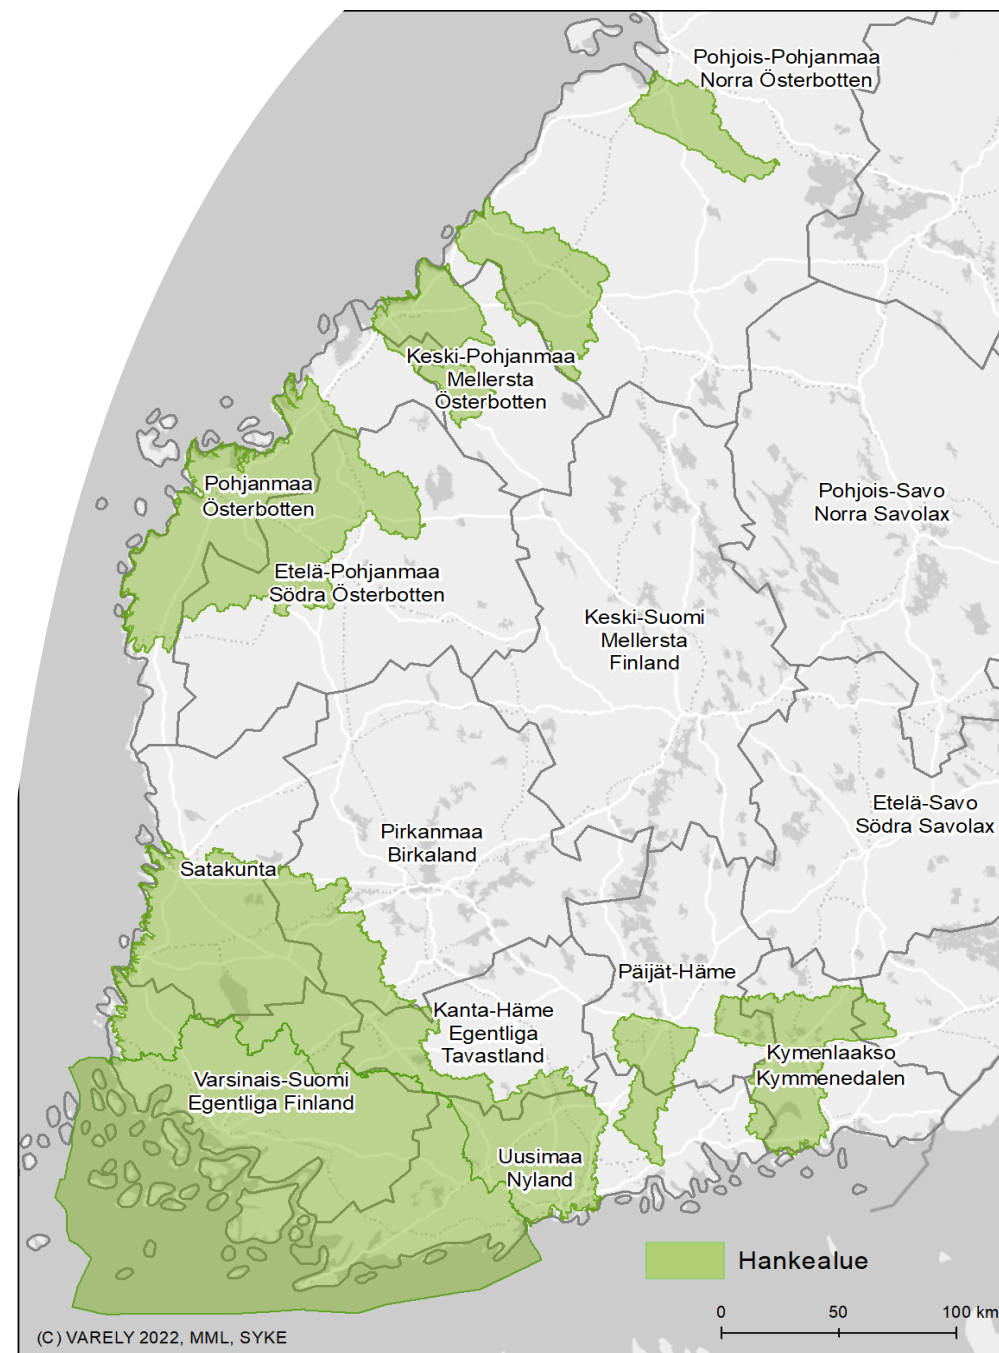 Pohjois-Pohjanmaa
Norra Österbotten
Keski-Pohjanmaa
Mellersta
Österbotten
Pohjanmaa
Österbotten
Pohjois-Savo
Norra Savolax
Etelä-Pohjanmaa
Södra Österbotten
Keski-Suomi
Mellersta
Finland
Etelä-Savo
Södra Savolax
Pirkanmaa
Birkaland
Satakunta
Päijät-Häme
Kanta-Häme
Egentliga
Tavastland
Kymenlaakso
Kymmenedalen
Varsinais-Suomi
Egentliga Finland
Uusimaa
Nyland
Hankealue
0 50 100 km
(C) VARELY 2022, MML, SYKE